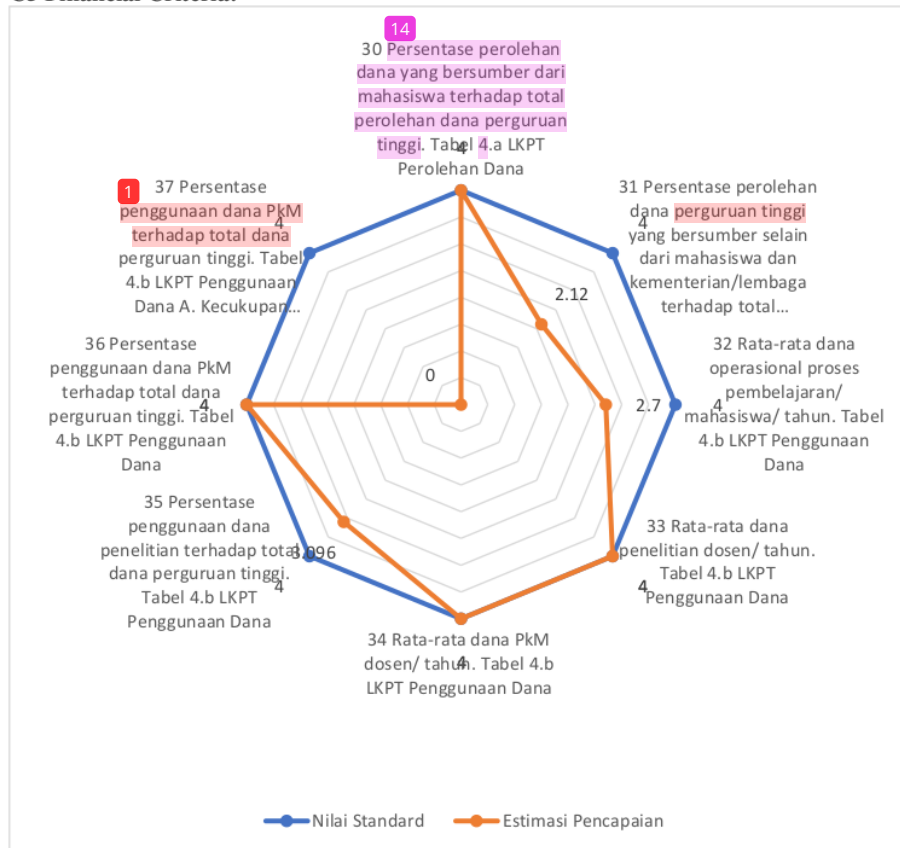 C5 Financial Criteria:
14
30 Persentase perolehan
dana yang bersumber dari
mahasiswa terhadap total
perolehan dana perguruan
tinggi. Tabel 4.a LKPT
Perolehan Dana
4
1
37 Persentase
penggunaan dana PkM
terhadap total dana
perguruan tinggi. Tabel
4.b LKPT Penggunaan
Dana A. Kecukupan...
4
31 Persentase perolehan
dana perguruan tinggi
yang bersumber selain
dari mahasiswa dan
kementerian/lembaga
terhadap total...
4
2.12
0
36 Persentase
penggunaan dana PkM
terhadap total dana
perguruan tinggi. Tabel
4.b LKPT Penggunaan
Dana
4
32 Rata-rata dana
operasional proses
pembelajaran/
mahasiswa/ tahun. Tabel
4.b LKPT Penggunaan
Dana
2.7
4
35 Persentase
penggunaan dana
penelitian terhadap total
dana perguruan tinggi.
Tabel 4.b LKPT
Penggunaan Dana
3.096
4
33 Rata-rata dana
penelitian dosen/ tahun.
Tabel 4.b LKPT
Penggunaan Dana
4
34 Rata-rata dana PkM
dosen/ tahun. Tabel 4.b
LKPT Penggunaan Dana
4
Nilai Standard
Estimasi Pencapaian